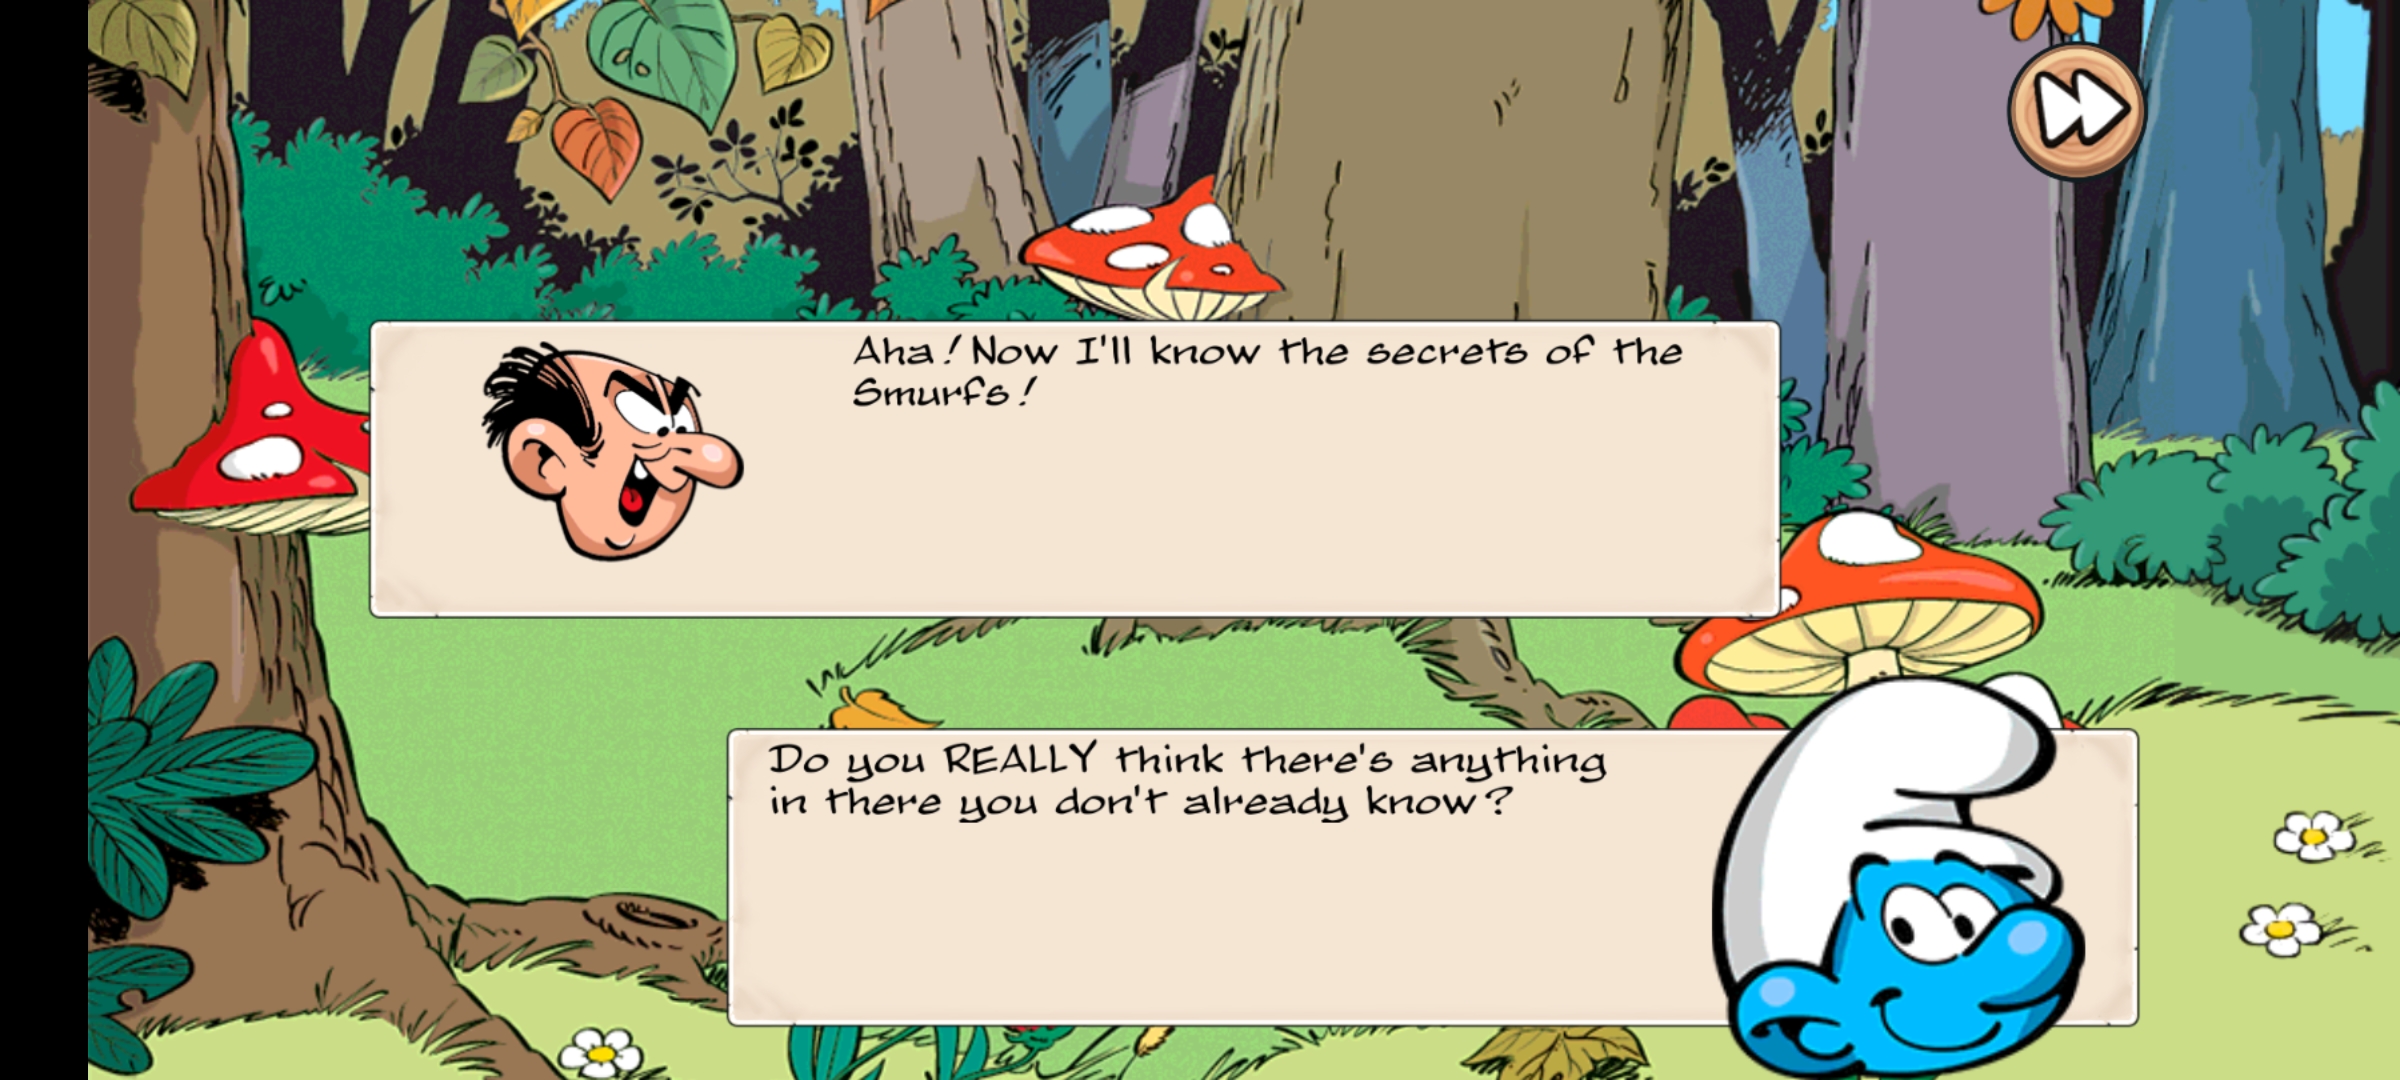 Aha! Now I'll know the secrets of the
Smurfs!
Do you REALLY think there's anything
in there you don't already know?